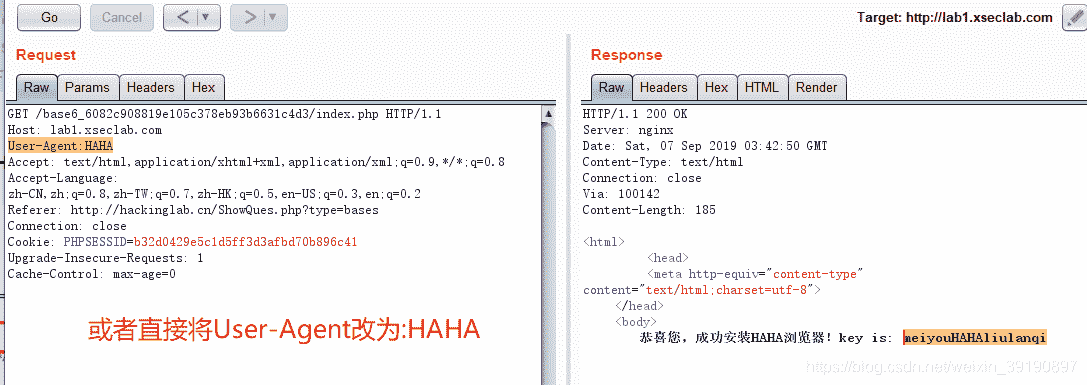 Go
Cancel
<
>
Target: http://lab1.xseclab.com
Request
Raw
Params
Headers
Hex
GET /base6_6082c908819e105c378eb93b6631c4d3/index.php HTTP/1.1
Host: lab1.xseclab.com
User-Agent:HAHA
Accept: text/html,application/xhtml+xml,application/xml;q=0.9,*/*;q=0.8
Accept-Language:
zh-CN,zh;q=0.8,zh-TW;q=0.7,zh-HK;q=0.5,en-US;q=0.3,en;q=0.2
Referer: http://hackinglab.cn/ShowQues.php?type=bases
Connection: close
Cookie: PHPSESSID=b32d0429e5c1d5ff3d3afbd70b896c41
Upgrade-Insecure-Requests: 1
Cache-Control: max-age=0
或者直接将User-Agent改为:HAHA
Response
Raw
Headers
Hex
HTML
Render
HTTP/1.1 200 OK
Server: nginx
Date: Sat, 07 Sep 2019 03:42:50 GMT
Content-Type: text/html
Connection: close
Via: 100142
Content-Length: 185
<html>
<head>
<meta http-equiv="content-type"
content="text/html;charset=utf-8">
</head>
<body>
恭喜您，成功安装HAHA浏览器！key is: meiyouHAHAliulanqi
https://blog.csdn.net/weixin_39190897